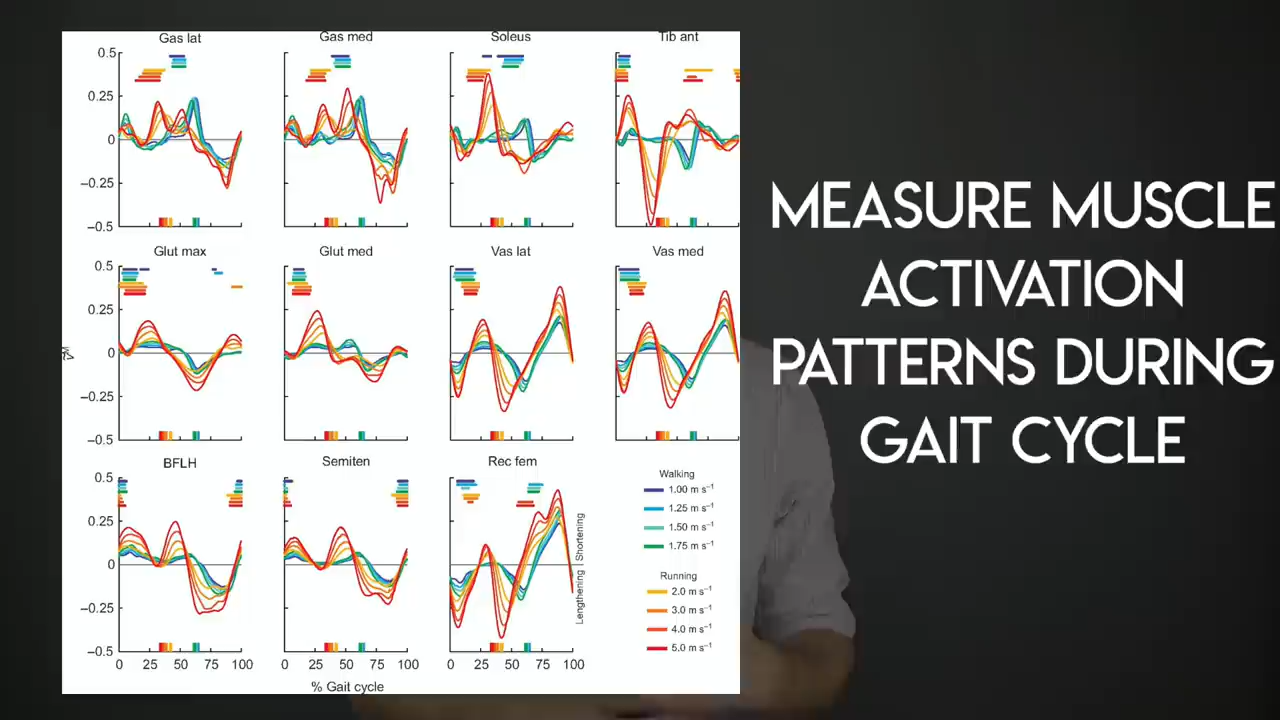 Gas lat
Gas med
Soleus
Tib ant
0.5
0.25
0
−0.25
−0.5
Glut max
Glut med
Vas lat
Vas med
0.5
0.25
0
−0.25
−0.5
BFLH
Semiten
Rec fem
0.5
0.25
0
−0.25
−0.5
Lengthening | Shortening
0 25 50 75 100
0 25 50 75 100
0 25 50 75 100
% Gait cycle
Walking
1.00 m s⁻¹
1.25 m s⁻¹
1.50 m s⁻¹
1.75 m s⁻¹
Running
2.0 m s⁻¹
3.0 m s⁻¹
4.0 m s⁻¹
5.0 m s⁻¹
MEASURE MUSCLE
ACTIVATION
PATTERNS DURING
GAIT CYCLE